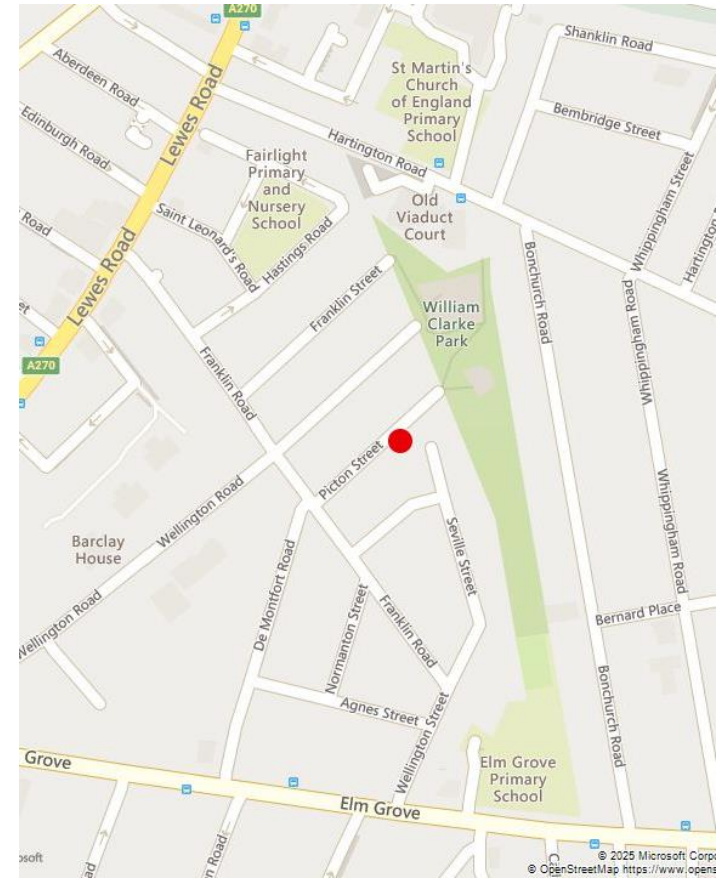 A270
Shanklin Road
Aberdeen Road
St Martin's
Church
of England
Primary
School
Bembridge Street
Edinburgh Road
Lewes Road
Hartington Road
Fairlight
Primary
and
Nursery
School
Whippingham Street
Old
Viaduct
Court
Hartington
Road
Saint Leonard's Road
Hastings Road
Lewes Road
Franklin Street
Bonchurch Road
Whippingham Road
William
Clarke
Park
A270
Franklin Road
Picton Street
Wellington Road
Whippingham Road
Barclay
House
Seville Street
De Montfort Road
Normanton Street
Franklin Road
Bernard Place
Wellington Road
Bonchurch Road
Agnes Street
Wellington Street
Grove
Elm Grove
Primary
School
Elm Grove
© 2025 Microsoft Corpo
© OpenStreetMap https://www.opens